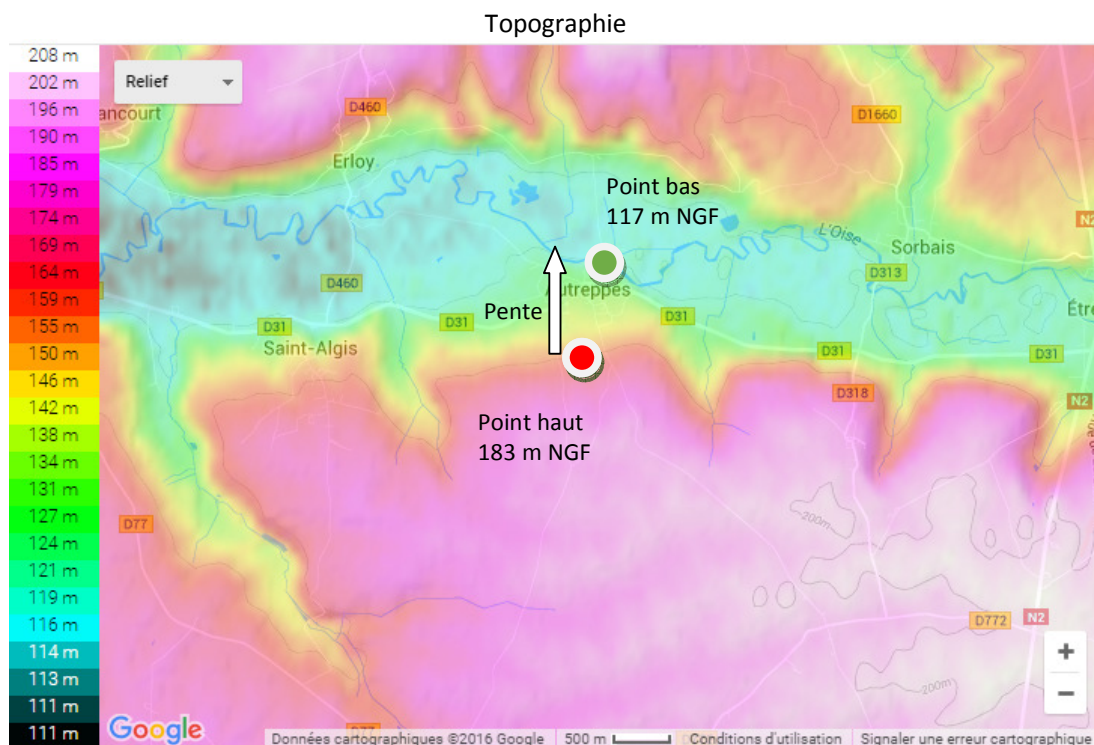 Topographie
208 m
202 m
196 m
190 m
185 m
179 m
174 m
169 m
164 m
159 m
155 m
150 m
146 m
142 m
138 m
134 m
131 m
127 m
124 m
121 m
119 m
116 m
114 m
113 m
111 m
111 m
Relief
ancourt
D460
D1660
Erloy
Point bas
117 m NGF
N2
L'Oise
Sorbais
D313
D460
Autreppes
Pente
Étre
D31
D31
D31
D31
D31
Saint-Algis
D318
N2
Point haut
183 m NGF
200m
D77
D772
N2
200m
+
−
Google
Données cartographiques ©2016 Google
500 m
Conditions d'utilisation
Signaler une erreur cartographique